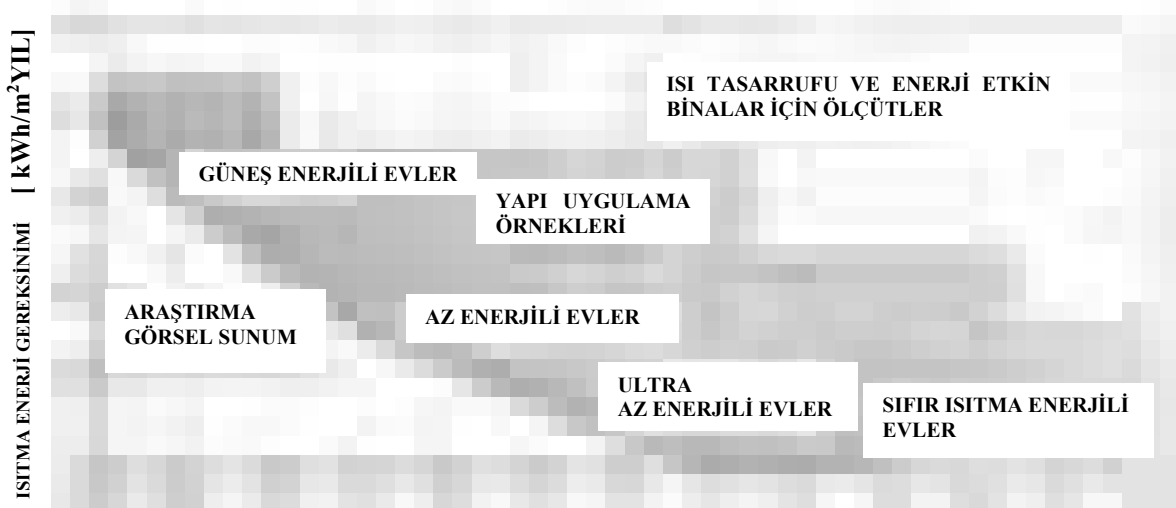 ISITMA ENERJİ GEREKSİNİMİ [ kWh/m²YIL]
ISI TASARRUFU VE ENERJİ ETKİN
BİNALAR İÇİN ÖLÇÜTLER
GÜNEŞ ENERJİLİ EVLER
YAPI UYGULAMA
ÖRNEKLERİ
ARAŞTIRMA
GÖRSEL SUNUM
AZ ENERJİLİ EVLER
ULTRA
AZ ENERJİLİ EVLER
SIFIR ISITMA ENERJİLİ
EVLER